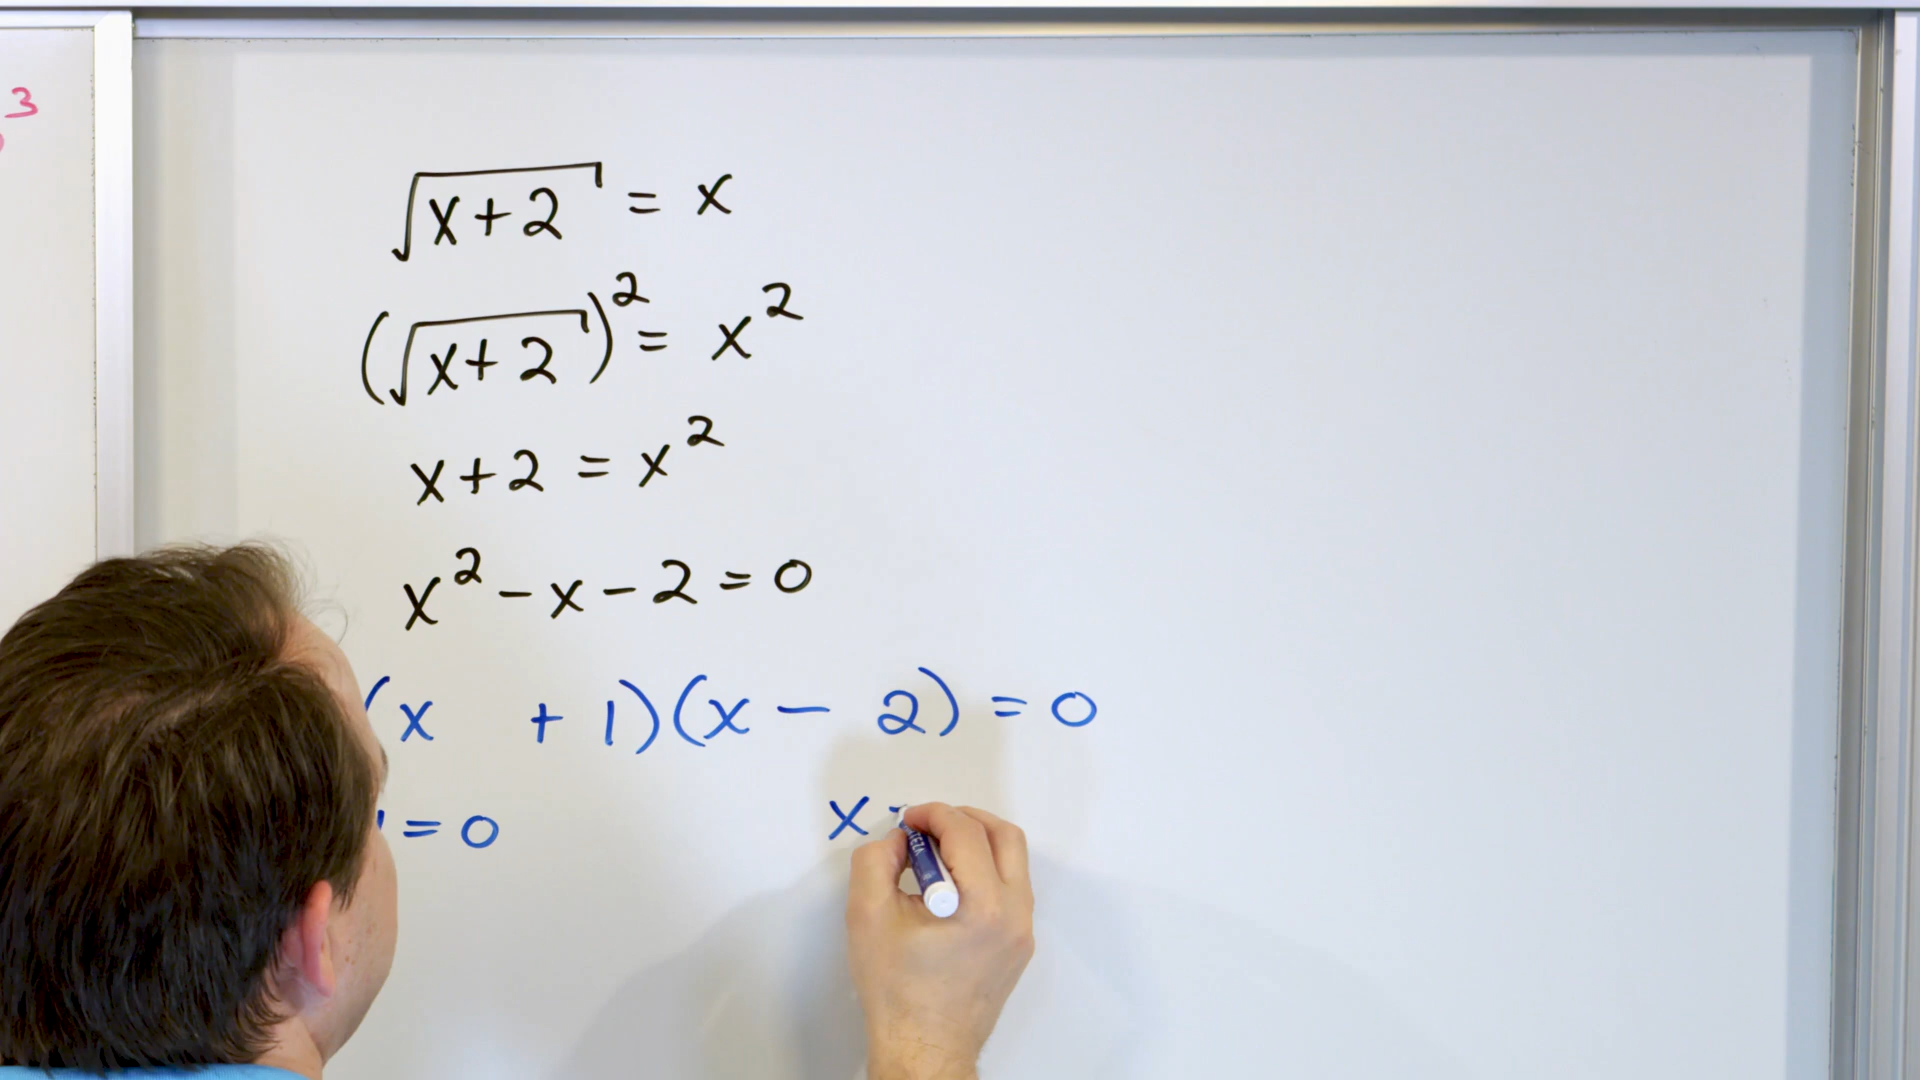 3
√x+2 = x
(√x+2)² = x²
x+2 = x²
x²-x-2=0
(x +1)(x - 2) = 0
= 0 x